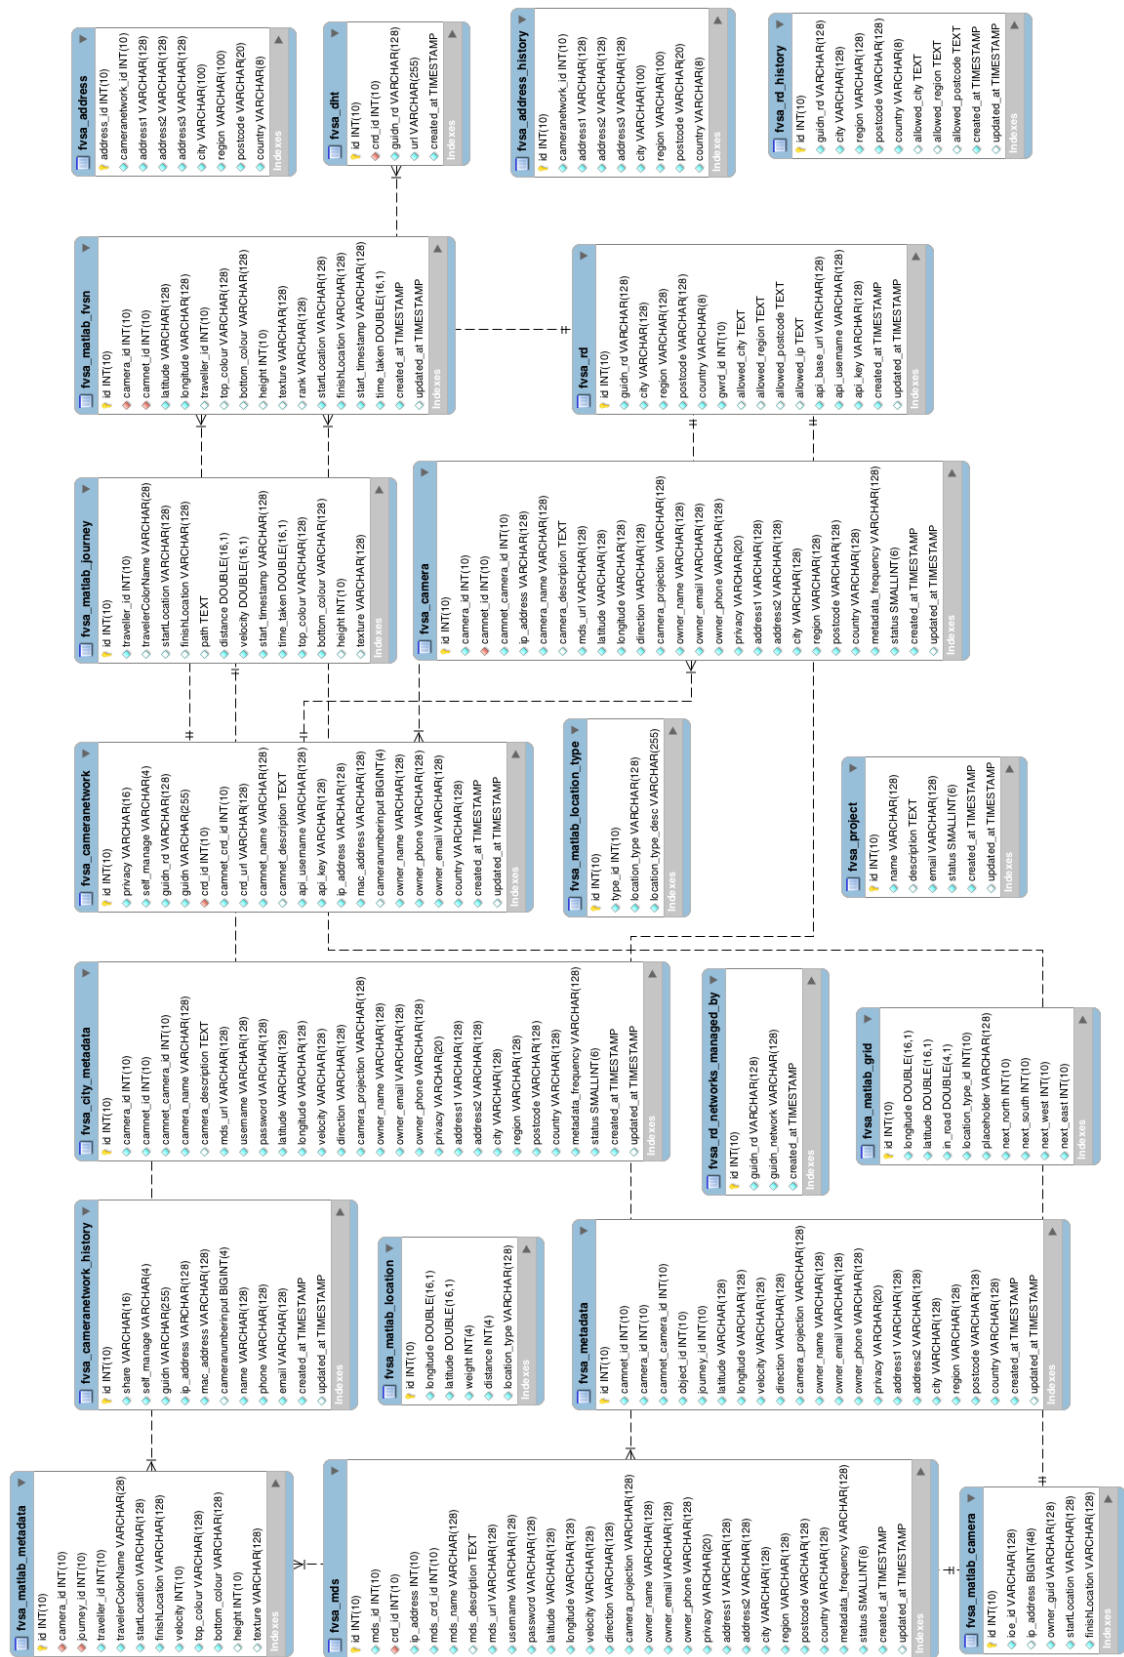 fvsa_matlab_metadata
id INT(10)
camera_id INT(10)
journey_id INT(10)
traveller_id INT(10)
travelerColorName VARCHAR(28)
startLocation VARCHAR(128)
finishLocation VARCHAR(128)
velocity INT(10)
top_colour VARCHAR(128)
bottom_colour VARCHAR(128)
height INT(10)
texture VARCHAR(128)
Indexes
fvsa_mds
id INT(10)
mds_id INT(10)
crd_id INT(10)
ip_address INT(10)
mds_crd_id INT(10)
mds_name VARCHAR(128)
mds_description TEXT
mds_url VARCHAR(128)
username VARCHAR(128)
password VARCHAR(128)
latitude VARCHAR(128)
longitude VARCHAR(128)
velocity VARCHAR(128)
direction VARCHAR(128)
camera_projection VARCHAR(128)
owner_name VARCHAR(128)
owner_email VARCHAR(128)
owner_phone VARCHAR(128)
privacy VARCHAR(20)
address1 VARCHAR(128)
address2 VARCHAR(128)
city VARCHAR(128)
region VARCHAR(128)
postcode VARCHAR(128)
country VARCHAR(128)
metadata_frequency VARCHAR(128)
status SMALLINT(6)
created_at TIMESTAMP
updated_at TIMESTAMP
Indexes
fvsa_matlab_camera
id INT(10)
ioe_id VARCHAR(128)
ip_address BIGINT(48)
owner_guid VARCHAR(128)
startLocation VARCHAR(128)
finishLocation VARCHAR(128)
Indexes
fvsa_cameranetwork_history
id INT(10)
share VARCHAR(16)
self_manage VARCHAR(4)
guidn VARCHAR(255)
ip_address VARCHAR(128)
mac_address VARCHAR(128)
cameranumberinput BIGINT(4)
name VARCHAR(128)
phone VARCHAR(128)
email VARCHAR(128)
created_at TIMESTAMP
updated_at TIMESTAMP
Indexes
fvsa_matlab_location
id INT(10)
longitude DOUBLE(16,1)
latitude DOUBLE(16,1)
weight INT(4)
distance INT(4)
location_type VARCHAR(128)
Indexes
fvsa_metadata
id INT(10)
camnet_id INT(10)
camera_id INT(10)
camnet_camera_id INT(10)
object_id INT(10)
journey_id INT(10)
latitude VARCHAR(128)
longitude VARCHAR(128)
velocity VARCHAR(128)
direction VARCHAR(128)
camera_projection VARCHAR(128)
owner_name VARCHAR(128)
owner_email VARCHAR(128)
owner_phone VARCHAR(128)
privacy VARCHAR(20)
address1 VARCHAR(128)
address2 VARCHAR(128)
city VARCHAR(128)
region VARCHAR(128)
postcode VARCHAR(128)
country VARCHAR(128)
created_at TIMESTAMP
updated_at TIMESTAMP
Indexes
fvsa_city_metadata
id INT(10)
camera_id INT(10)
camnet_id INT(10)
camnet_camera_id INT(10)
camera_name VARCHAR(128)
camera_description TEXT
mds_url VARCHAR(128)
username VARCHAR(128)
password VARCHAR(128)
latitude VARCHAR(128)
longitude VARCHAR(128)
velocity VARCHAR(128)
direction VARCHAR(128)
camera_projection VARCHAR(128)
owner_name VARCHAR(128)
owner_email VARCHAR(128)
owner_phone VARCHAR(128)
privacy VARCHAR(20)
address1 VARCHAR(128)
address2 VARCHAR(128)
city VARCHAR(128)
region VARCHAR(128)
postcode VARCHAR(128)
country VARCHAR(128)
metadata_frequency VARCHAR(128)
status SMALLINT(6)
created_at TIMESTAMP
updated_at TIMESTAMP
Indexes
fvsa_rd_networks_managed_by
id INT(10)
guidn_rd VARCHAR(128)
guidn_network VARCHAR(128)
created_at TIMESTAMP
Indexes
fvsa_matlab_grid
id INT(10)
longitude DOUBLE(16,1)
latitude DOUBLE(16,1)
in_road DOUBLE(4,1)
location_type_id INT(10)
placeholder VARCHAR(128)
next_north INT(10)
next_south INT(10)
next_west INT(10)
next_east INT(10)
Indexes
fvsa_cameranetwork
id INT(10)
privacy VARCHAR(16)
self_manage VARCHAR(4)
guidn_rd VARCHAR(128)
guidn VARCHAR(255)
crd_id INT(10)
camnet_crd_id INT(10)
crd_url VARCHAR(128)
camnet_name VARCHAR(128)
camnet_description TEXT
api_username VARCHAR(128)
api_key VARCHAR(128)
ip_address VARCHAR(128)
mac_address VARCHAR(128)
cameranumberinput BIGINT(4)
owner_name VARCHAR(128)
owner_phone VARCHAR(128)
owner_email VARCHAR(128)
country VARCHAR(128)
created_at TIMESTAMP
updated_at TIMESTAMP
Indexes
fvsa_matlab_location_type
id INT(10)
type_id INT(10)
location_type VARCHAR(128)
location_type_desc VARCHAR(255)
Indexes
fvsa_project
id INT(10)
name VARCHAR(128)
description TEXT
email VARCHAR(128)
status SMALLINT(6)
created_at TIMESTAMP
updated_at TIMESTAMP
Indexes
fvsa_matlab_journey
id INT(10)
traveller_id INT(10)
travelerColorName VARCHAR(28)
startLocation VARCHAR(128)
finishLocation VARCHAR(128)
path TEXT
distance DOUBLE(16,1)
velocity DOUBLE(16,1)
start_timestamp VARCHAR(128)
time_taken DOUBLE(16,1)
top_colour VARCHAR(128)
bottom_colour VARCHAR(128)
height INT(10)
texture VARCHAR(128)
Indexes
fvsa_camera
id INT(10)
camera_id INT(10)
camnet_id INT(10)
camnet_camera_id INT(10)
ip_address VARCHAR(128)
camera_name VARCHAR(128)
camera_description TEXT
mds_url VARCHAR(128)
latitude VARCHAR(128)
longitude VARCHAR(128)
direction VARCHAR(128)
camera_projection VARCHAR(128)
owner_name VARCHAR(128)
owner_email VARCHAR(128)
owner_phone VARCHAR(128)
privacy VARCHAR(20)
address1 VARCHAR(128)
address2 VARCHAR(128)
city VARCHAR(128)
region VARCHAR(128)
postcode VARCHAR(128)
country VARCHAR(128)
metadata_frequency VARCHAR(128)
status SMALLINT(6)
created_at TIMESTAMP
updated_at TIMESTAMP
Indexes
fvsa_matlab_fvsn
id INT(10)
camera_id INT(10)
camnet_id INT(10)
latitude VARCHAR(128)
longitude VARCHAR(128)
traveller_id INT(10)
top_colour VARCHAR(128)
bottom_colour VARCHAR(128)
height INT(10)
texture VARCHAR(128)
rank VARCHAR(128)
startLocation VARCHAR(128)
finishLocation VARCHAR(128)
start_timestamp VARCHAR(128)
time_taken DOUBLE(16,1)
created_at TIMESTAMP
updated_at TIMESTAMP
Indexes
fvsa_rd
id INT(10)
guidn_rd VARCHAR(128)
city VARCHAR(128)
region VARCHAR(128)
postcode VARCHAR(128)
country VARCHAR(8)
gwrd_id INT(10)
allowed_city TEXT
allowed_region TEXT
allowed_postcode TEXT
allowed_ip TEXT
api_base_url VARCHAR(128)
api_username VARCHAR(128)
api_key VARCHAR(128)
created_at TIMESTAMP
updated_at TIMESTAMP
Indexes
fvsa_address
address_id INT(10)
cameranetwork_id INT(10)
address1 VARCHAR(128)
address2 VARCHAR(128)
address3 VARCHAR(128)
city VARCHAR(100)
region VARCHAR(100)
postcode VARCHAR(20)
country VARCHAR(8)
Indexes
fvsa_dht
id INT(10)
crd_id INT(10)
guidn_rd VARCHAR(128)
url VARCHAR(255)
created_at TIMESTAMP
Indexes
fvsa_address_history
id INT(10)
cameranetwork_id INT(10)
address1 VARCHAR(128)
address2 VARCHAR(128)
address3 VARCHAR(128)
city VARCHAR(100)
region VARCHAR(100)
postcode VARCHAR(20)
country VARCHAR(8)
Indexes
fvsa_rd_history
id INT(10)
guidn_rd VARCHAR(128)
city VARCHAR(128)
region VARCHAR(128)
postcode VARCHAR(128)
country VARCHAR(8)
allowed_city TEXT
allowed_region TEXT
allowed_postcode TEXT
created_at TIMESTAMP
updated_at TIMESTAMP
Indexes